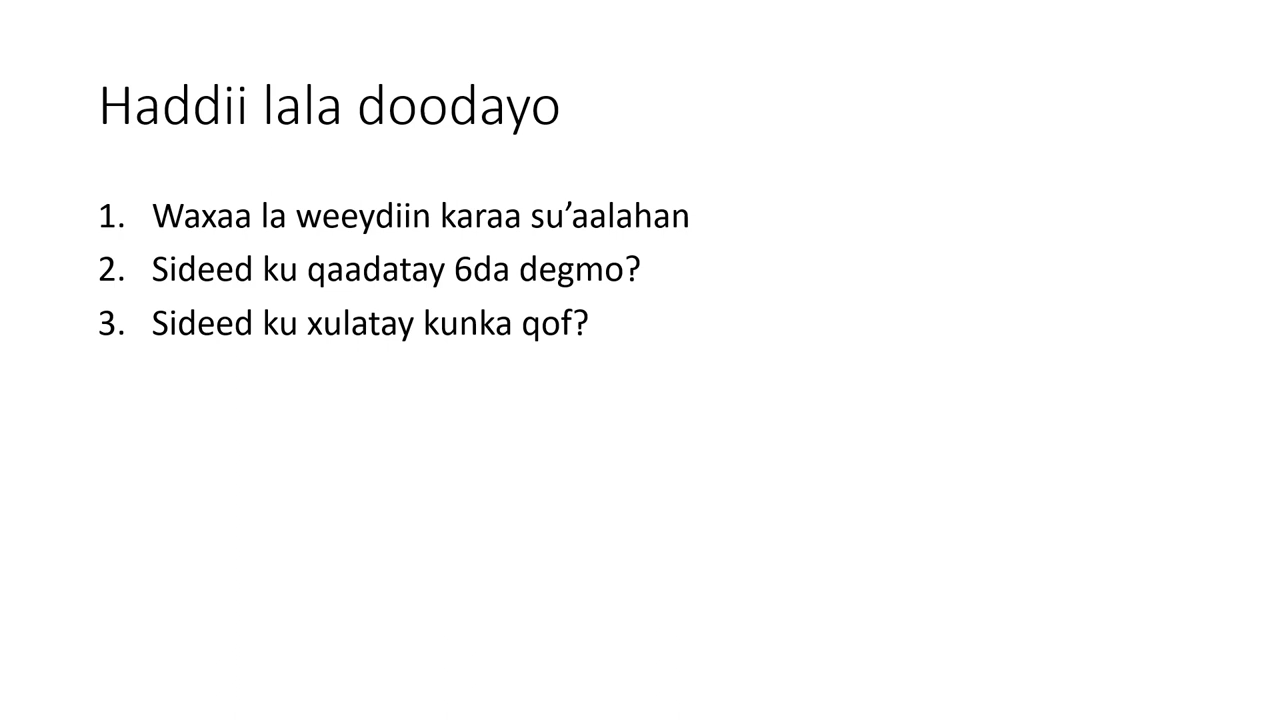 Haddii lala doodayo
1. Waxaa la weeydiin karaa su’aalahan
2. Sideed ku qaadatay 6da degmo?
3. Sideed ku xulatay kunka qof?